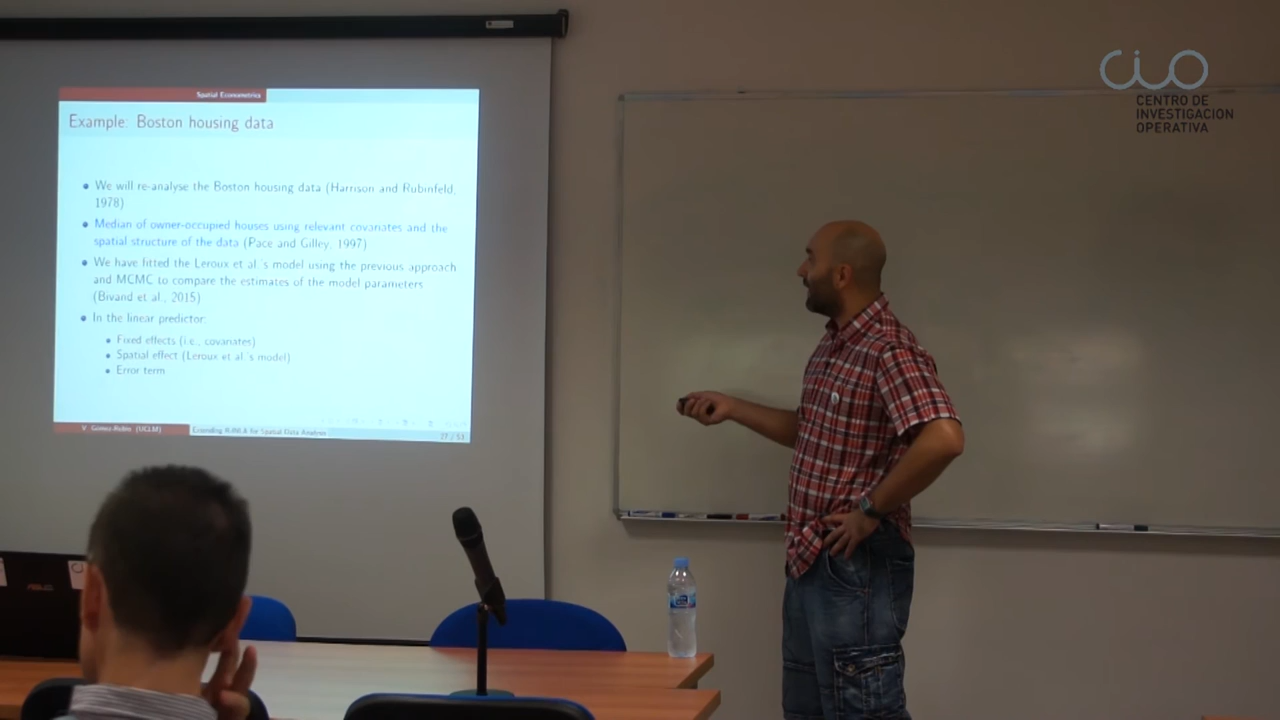 Spatial Econometrics
Example: Boston housing data
We will re-analyse the Boston housing data (Harrison and Rubinfeld,
1978)
Median of owner-occupied houses using relevant covariates and the
spatial structure of the data (Pace and Gilley, 1997)
We have fitted the Leroux et al.'s model using the previous approach
and MCMC to compare the estimates of the model parameters
(Bivand et al., 2015)
In the linear predictor:
Fixed effects (i.e., covariates)
Spatial effect (Leroux et al.'s model)
Error term
V. Gómez-Rubio (UCLM)
Extending R-INLA for Spatial Data Analysis
27 / 53
CIO
CENTRO DE
INVESTIGACION
OPERATIVA
ASUS